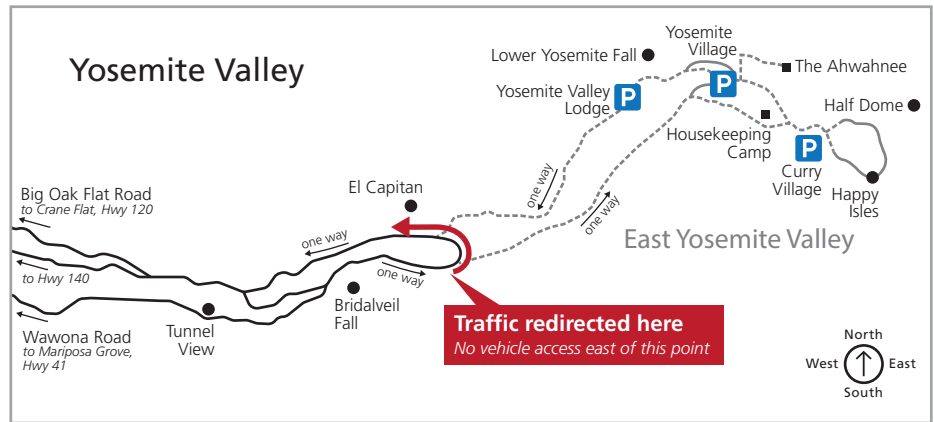 Yosemite Valley
Lower Yosemite Fall
Yosemite
Village
The Ahwahnee
Yosemite Valley
Lodge
P
P
Half Dome
Housekeeping
Camp
P
Curry
Village
Happy
Isles
one way
one way
East Yosemite Valley
El Capitan
Big Oak Flat Road
to Crane Flat, Hwy 120
one way
to Hwy 140
one way
Bridalveil
Fall
Tunnel
View
Wawona Road
to Mariposa Grove,
Hwy 41
Traffic redirected here
No vehicle access east of this point
North
West
East
South